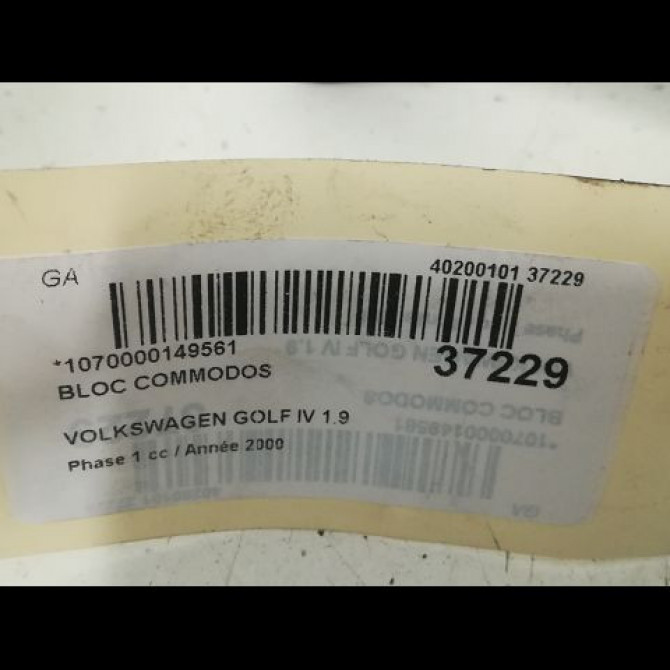 GA
40200101 37229
*1070000149561
37229
BLOC COMMODOS
VOLKSWAGEN GOLF IV 1.9
Phase 1 cc / Année 2000